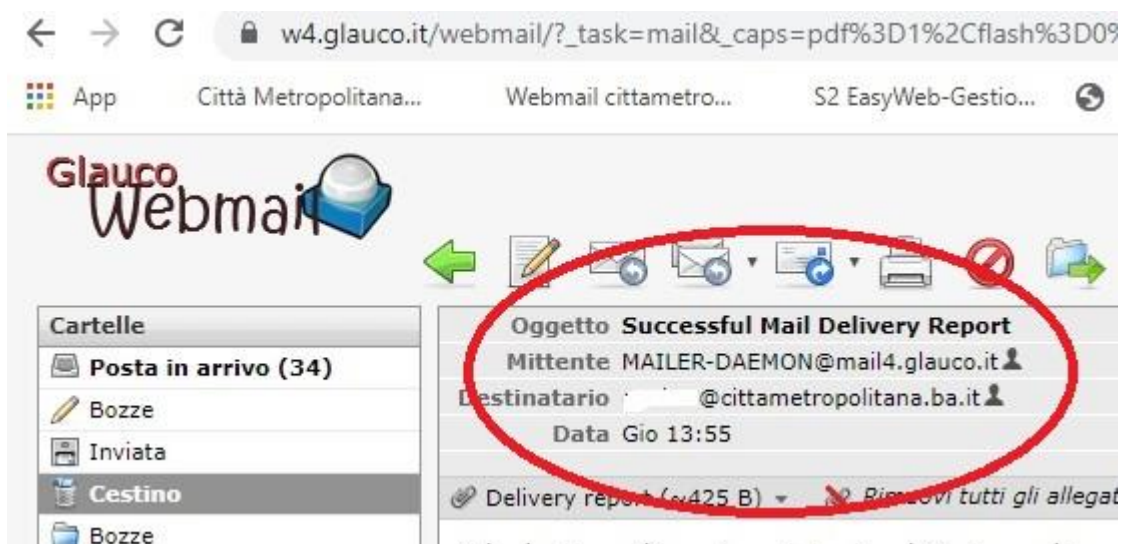 w4.glauco.it/webmail/?_task=mail&_caps=pdf%3D1%2Cflash%3D0%
App Città Metropolitana... Webmail cittametro... S2 EasyWeb-Gestio...
Glauco
Webmail
Cartelle
Posta in arrivo (34)
Bozze
Inviata
Cestino
Bozze
Oggetto Successful Mail Delivery Report
Mittente MAILER-DAEMON@mail4.glauco.it
Destinatario @cittametropolitana.ba.it
Data Gio 13:55
Delivery report (~425 B) Rimuovi tutti gli allegat